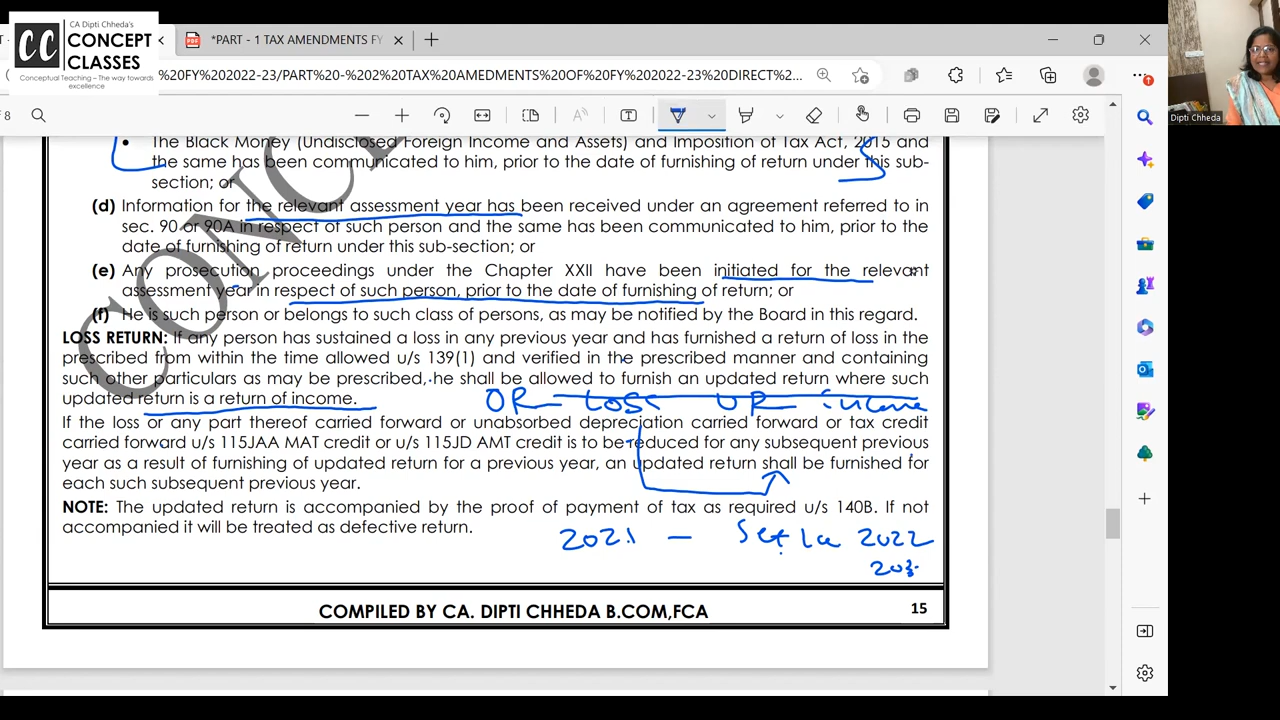 CA Dipti Chheda's
CC CONCEPT CLASSES
Conceptual Teaching – The way towards excellence
*PART - 1 TAX AMENDMENTS FY
%20FY%202022-23/PART%20-%202%20TAX%20AMEDMENTS%20OF%20FY%202022-23%20DIRECT%2...
Dipti Chheda
of 8
CONC
• The Black Money (Undisclosed Foreign Income and Assets) and Imposition of Tax Act, 2015 and
the same has been communicated to him, prior to the date of furnishing of return under this sub-
section; or
(d) Information for the relevant assessment year has been received under an agreement referred to in
sec. 90 or 90A in respect of such person and the same has been communicated to him, prior to the
date of furnishing of return under this sub-section; or
(e) Any prosecution proceedings under the Chapter XXII have been initiated for the relevant
assessment year in respect of such person, prior to the date of furnishing of return; or
(f) He is such person or belongs to such class of persons, as may be notified by the Board in this regard.
LOSS RETURN: If any person has sustained a loss in any previous year and has furnished a return of loss in the
prescribed from within the time allowed u/s 139(1) and verified in the prescribed manner and containing
such other particulars as may be prescribed, he shall be allowed to furnish an updated return where such
updated return is a return of income.
OR Loss UR income
If the loss or any part thereof carried forward or unabsorbed depreciation carried forward or tax credit
carried forward u/s 115JAA MAT credit or u/s 115JD AMT credit is to be reduced for any subsequent previous
year as a result of furnishing of updated return for a previous year, an updated return shall be furnished for
each such subsequent previous year.
NOTE: The updated return is accompanied by the proof of payment of tax as required u/s 140B. If not
accompanied it will be treated as defective return.
2021 - 2022
COMPILED BY CA. DIPTI CHHEDA B.COM,FCA
15